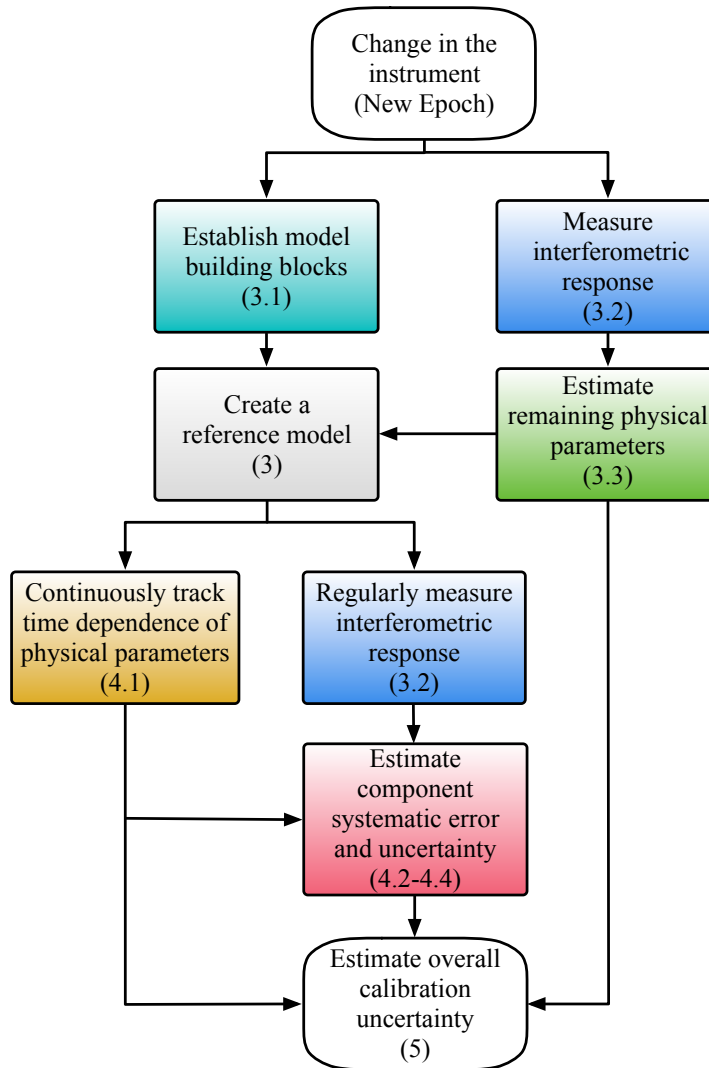 Change in the
instrument
(New Epoch)
Establish model
building blocks
(3.1)
Measure
interferometric
response
(3.2)
Create a
reference model
(3)
Estimate
remaining physical
parameters
(3.3)
Continuously track
time dependence of
physical parameters
(4.1)
Regularly measure
interferometric
response
(3.2)
Estimate
component
systematic error
and uncertainty
(4.2-4.4)
Estimate overall
calibration
uncertainty
(5)